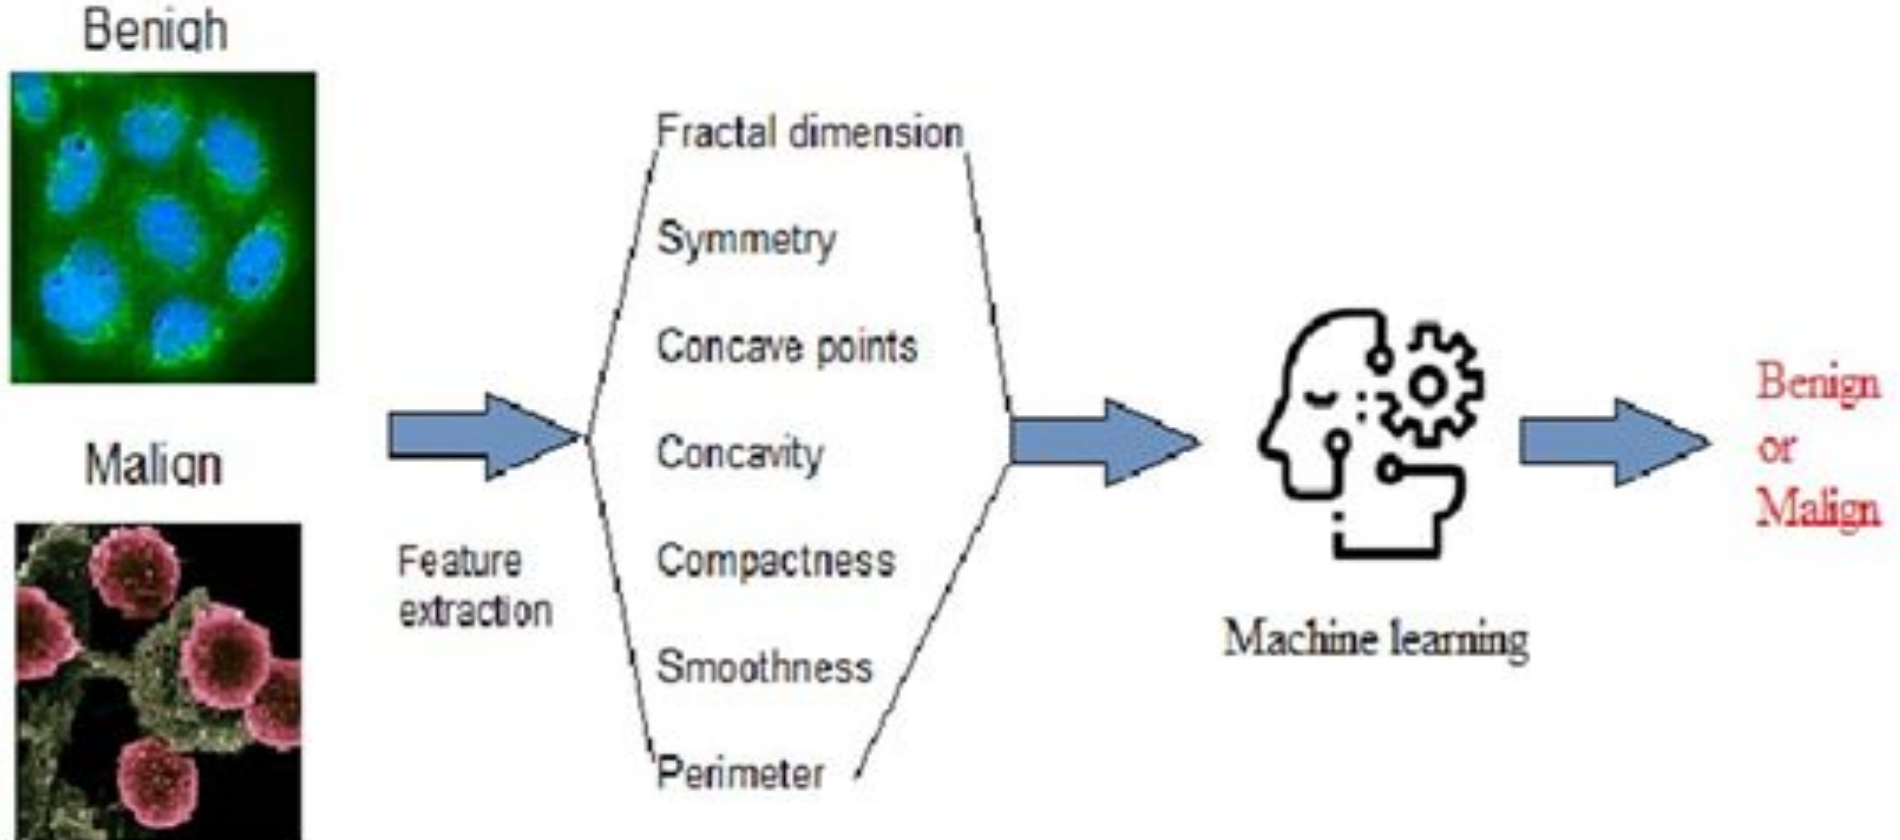 Benigh
Malign
Feature
extraction
Fractal dimension
Symmetry
Concave points
Concavity
Compactness
Smoothness
Perimeter
Machine learning
Benign
or
Malign